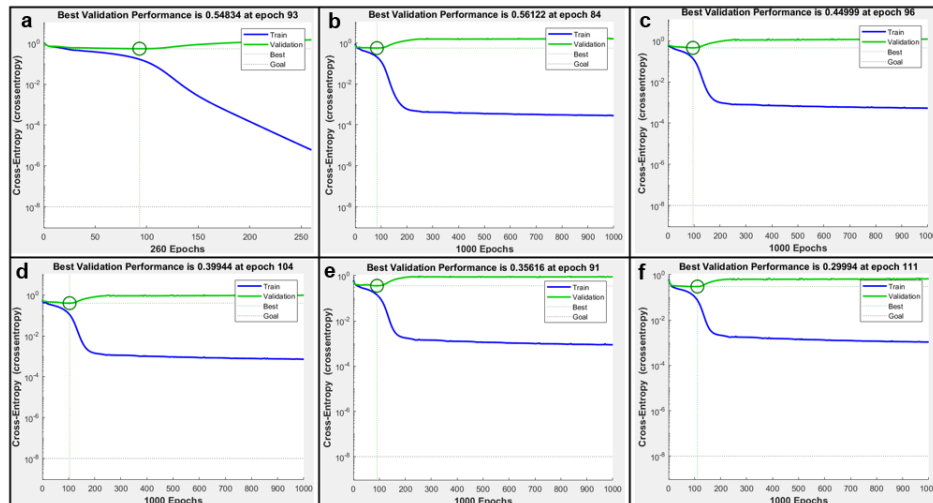 a
Best Validation Performance is 0.54834 at epoch 93
Cross-Entropy (crossentropy)
10^0
10^-2
10^-4
10^-6
10^-8
Train
Validation
Best
Goal
0 50 100 150 200 250
260 Epochs
b
Best Validation Performance is 0.56122 at epoch 84
Cross-Entropy (crossentropy)
10^0
10^-2
10^-4
10^-6
10^-8
Train
Validation
Best
Goal
0 100 200 300 400 500 600 700 800 900 1000
1000 Epochs
c
Best Validation Performance is 0.44999 at epoch 96
Cross-Entropy (crossentropy)
10^0
10^-2
10^-4
10^-6
10^-8
Train
Validation
Best
Goal
0 100 200 300 400 500 600 700 800 900 100
1000 Epochs
d
Best Validation Performance is 0.39944 at epoch 104
Cross-Entropy (crossentropy)
10^0
10^-2
10^-4
10^-6
10^-8
Train
Validation
Best
Goal
0 100 200 300 400 500 600 700 800 900 1000
1000 Epochs
e
Best Validation Performance is 0.35616 at epoch 91
Cross-Entropy (crossentropy)
10^0
10^-2
10^-4
10^-6
10^-8
Train
Validation
Best
Goal
0 100 200 300 400 500 600 700 800 900 1000
1000 Epochs
f
Best Validation Performance is 0.29994 at epoch 111
Cross-Entropy (crossentropy)
10^0
10^-2
10^-4
10^-6
10^-8
Train
Validation
Best
Goal
0 100 200 300 400 500 600 700 800 900 1000
1000 Epochs